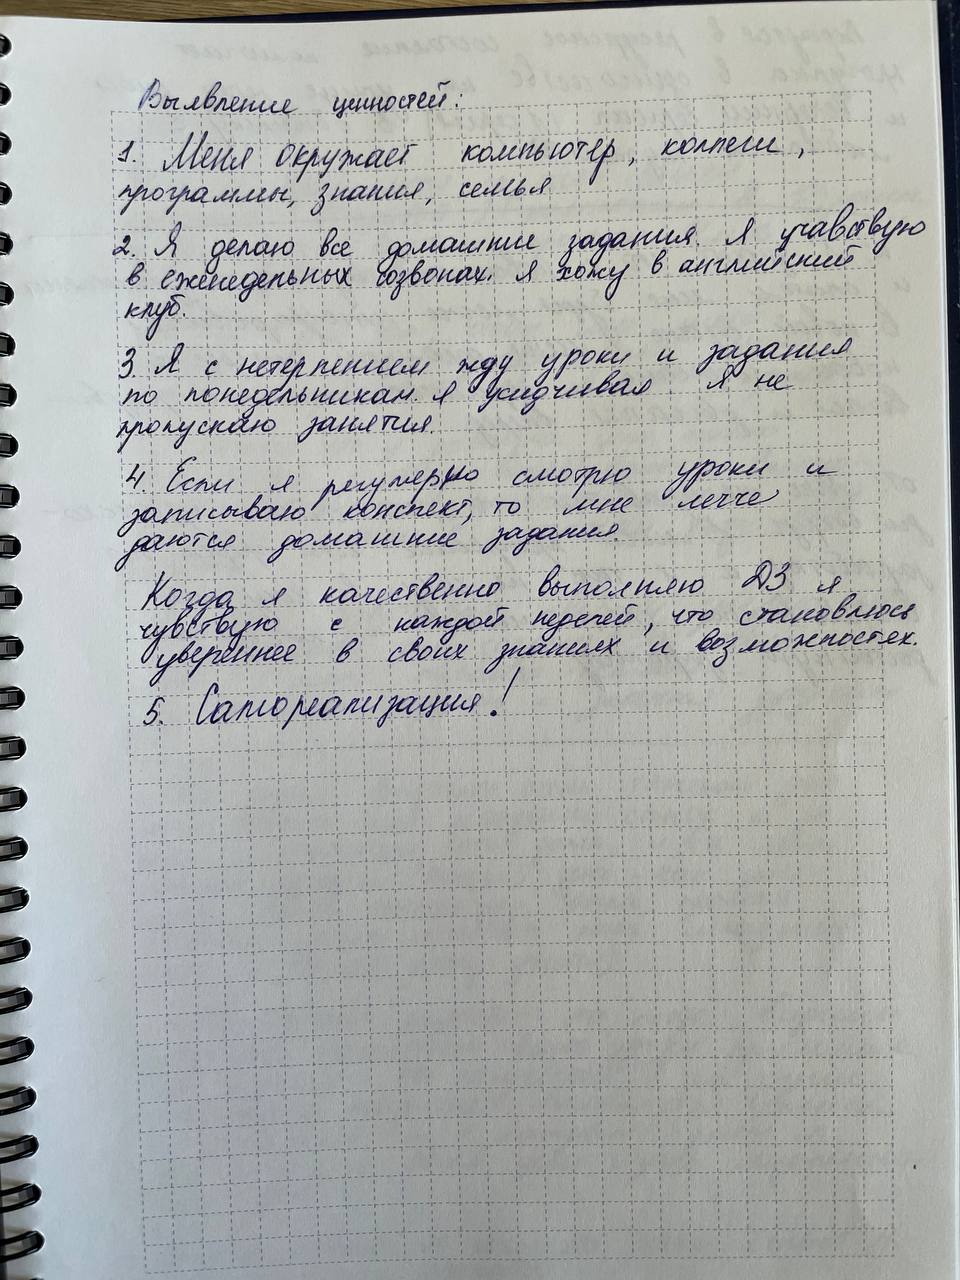 Выявление ценностей:
1. Меня окружает компьютер, коллеги,
программы, знания, семья
2. Я делаю все домашние задания. Я учавствую
в еженедельных созвонах. Я хожу в английский
клуб.
3. Я с нетерпением жду уроки и задания
по понедельникам. Я усидчивая Я не
пропускаю занятия.
4. Если я регулярно смотрю уроки и
записываю конспект, то мне легче
даются домашние задания.
Когда я качественно выполняю ДЗ я
чувствую с каждой неделей, что становлюсь
увереннее в своих знаниях и возможностях.
5. Самореализация!